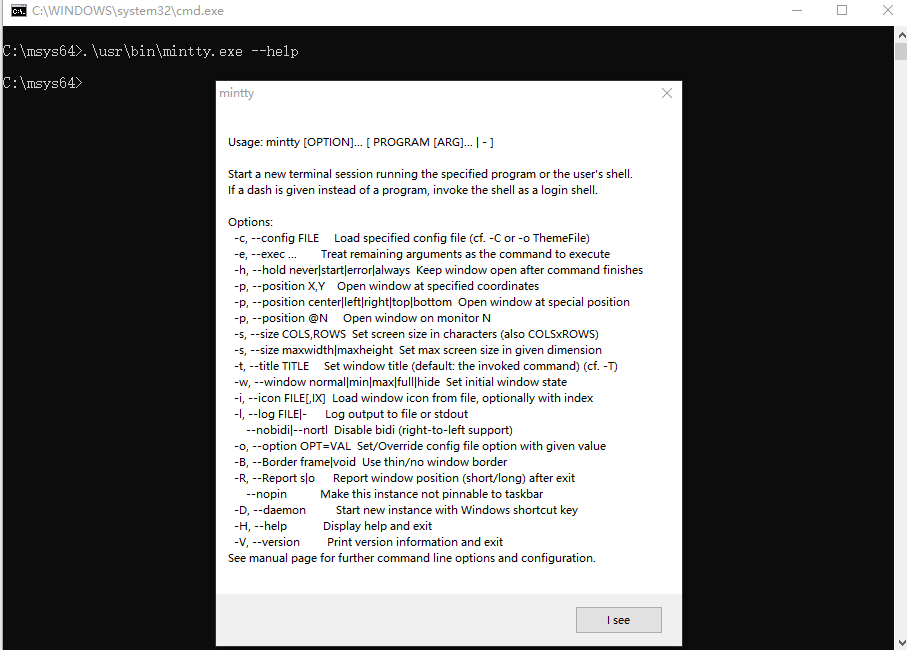 C:\WINDOWS\system32\cmd.exe
C:\msys64>.\usr\bin\mintty.exe --help
C:\msys64>
mintty
Usage: mintty [OPTION]... [ PROGRAM [ARG]... | - ]
Start a new terminal session running the specified program or the user's shell.
If a dash is given instead of a program, invoke the shell as a login shell.
Options:
-c, --config FILE     Load specified config file (cf. -C or -o ThemeFile)
-e, --exec ...        Treat remaining arguments as the command to execute
-h, --hold never|start|error|always  Keep window open after command finishes
-p, --position X,Y    Open window at specified coordinates
-p, --position center|left|right|top|bottom  Open window at special position
-p, --position @N     Open window on monitor N
-s, --size COLS,ROWS  Set screen size in characters (also COLSxROWS)
-s, --size maxwidth|maxheight  Set max screen size in given dimension
-t, --title TITLE     Set window title (default: the invoked command) (cf. -T)
-w, --window normal|min|max|full|hide  Set initial window state
-i, --icon FILE[,IX]  Load window icon from file, optionally with index
-l, --log FILE|-      Log output to file or stdout
--nobidi|--nortl  Disable bidi (right-to-left support)
-o, --option OPT=VAL  Set/Override config file option with given value
-B, --Border frame|void  Use thin/no window border
-R, --Report s|o      Report window position (short/long) after exit
--nopin           Make this instance not pinnable to taskbar
-D, --daemon          Start new instance with Windows shortcut key
-H, --help            Display help and exit
-V, --version         Print version information and exit
See manual page for further command line options and configuration.
I see